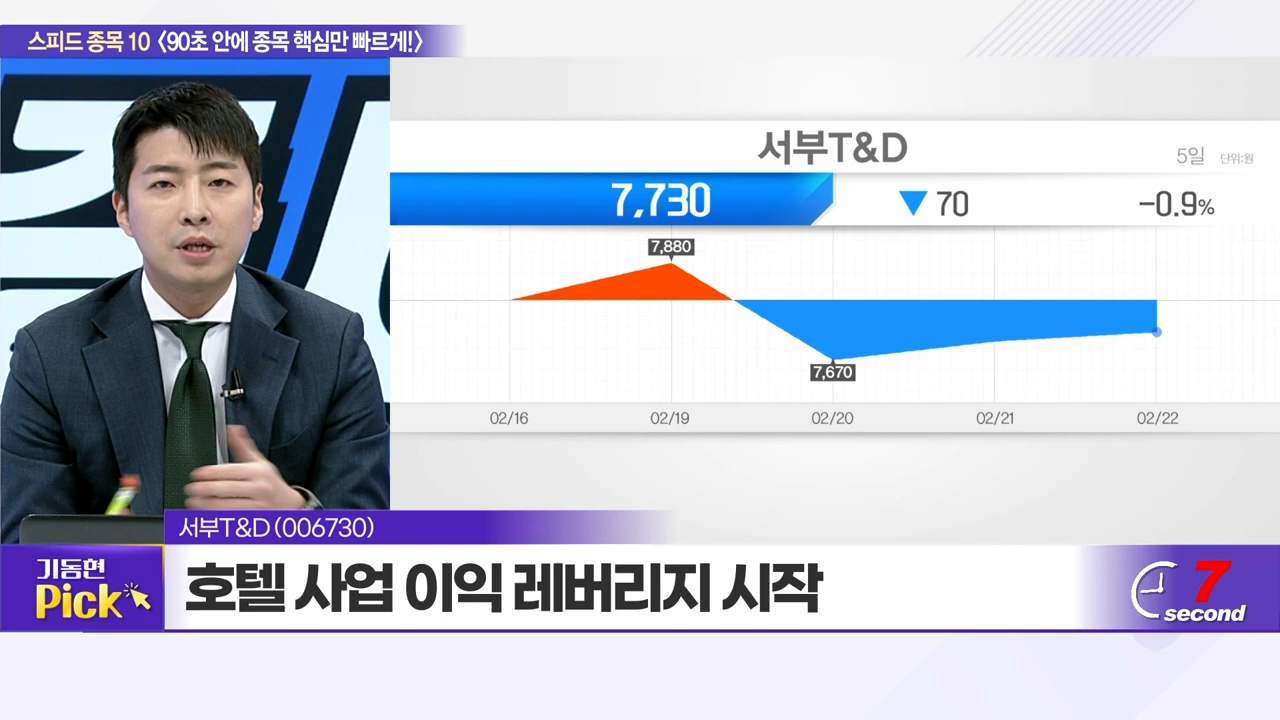 스피드 종목 10 〈90초 안에 종목 핵심만 빠르게!〉
서부T&D
5일 단위:원
7,730 ▼ 70 -0.9%
7,880
7,670
02/16 02/19 02/20 02/21 02/22
서부T&D(006730)
기동현
Pick
호텔 사업 이익 레버리지 시작
7
second